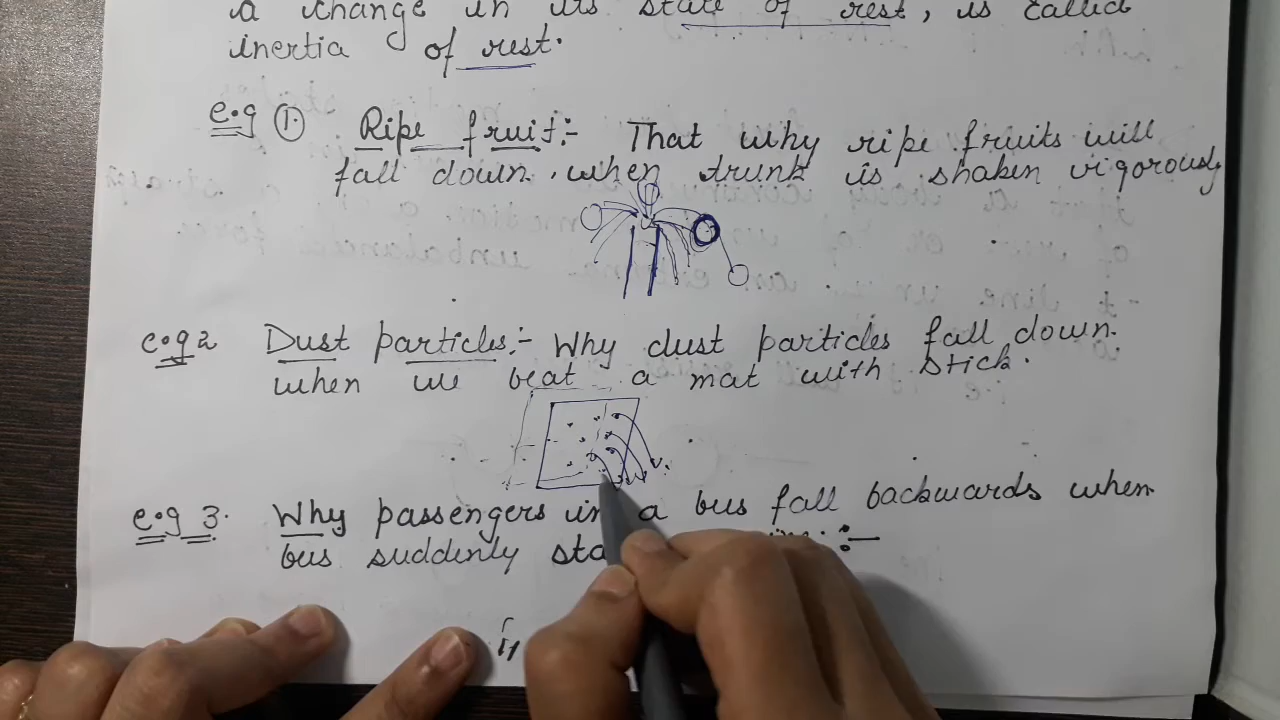 a change in its state of rest, is called
inertia of rest.
e.g ①. Ripe fruit:- That why ripe fruits will
fall down, when trunk is shaken vigorously
e.g 2 Dust particles:- Why dust particles fall down.
when we beat a mat with stick.
e.g 3. Why passengers in a bus fall backwards when
bus suddenly sta :-